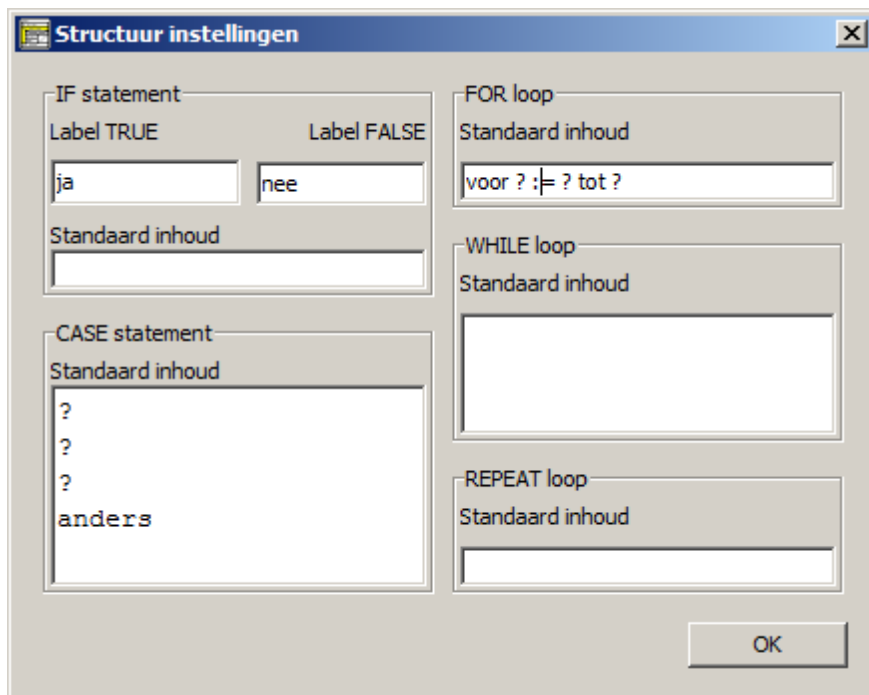 Structuur instellingen
IF statement
Label TRUE Label FALSE
ja nee
Standaard inhoud
CASE statement
Standaard inhoud
?
?
?
anders
FOR loop
Standaard inhoud
voor ? := ? tot ?
WHILE loop
Standaard inhoud
REPEAT loop
Standaard inhoud
OK